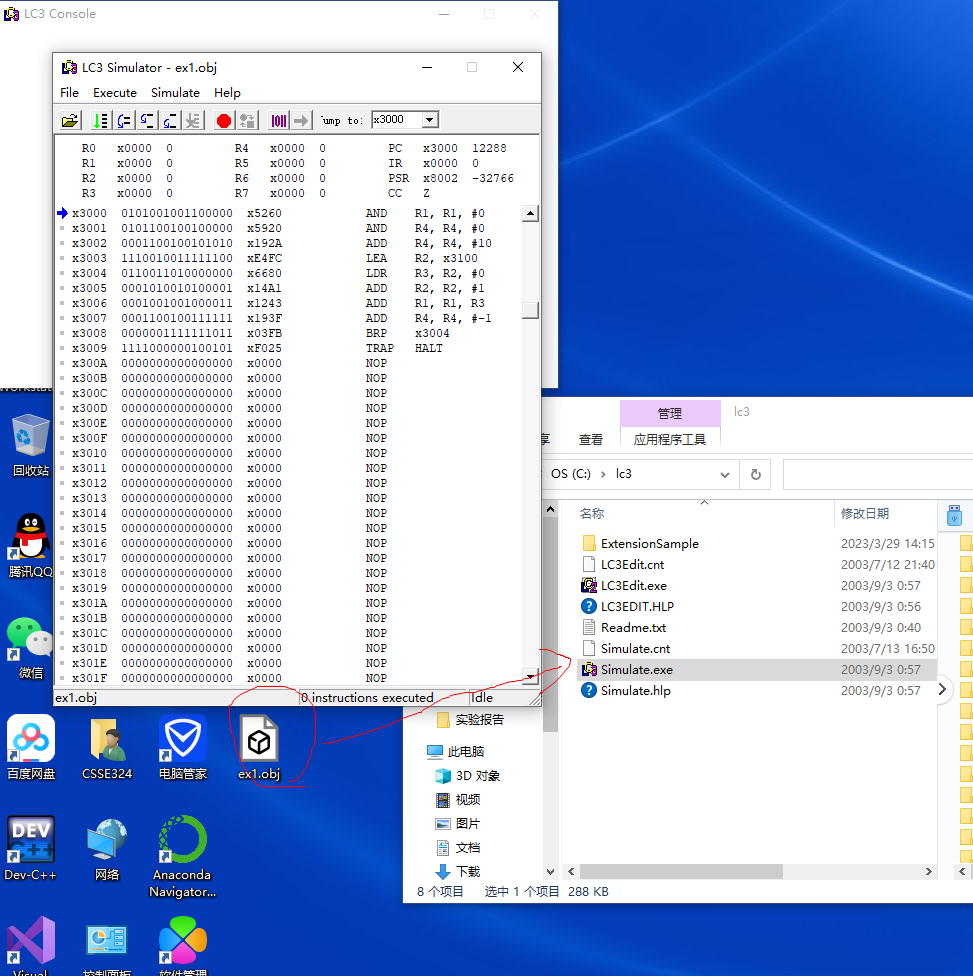 LC3 Console
LC3 Simulator - ex1.obj
File Execute Simulate Help
Jump to: x3000
R0 x0000 0 R4 x0000 0 PC x3000 12288
R1 x0000 0 R5 x0000 0 IR x0000 0
R2 x0000 0 R6 x0000 0 PSR x8002 -32766
R3 x0000 0 R7 x0000 0 CC Z
x3000 0101001001100000 x5260 AND R1, R1, #0
x3001 0101100100100000 x5920 AND R4, R4, #0
x3002 0001100100101010 x192A ADD R4, R4, #10
x3003 1110010011111100 xE4FC LEA R2, x3100
x3004 0110011010000000 x6680 LDR R3, R2, #0
x3005 0001010010100001 x14A1 ADD R2, R2, #1
x3006 0001001001000011 x1243 ADD R1, R1, R3
x3007 0001100100111111 x193F ADD R4, R4, #-1
x3008 0000001111111011 x03FB BRP x3004
x3009 1111000000100101 xF025 TRAP HALT
x300A 0000000000000000 x0000 NOP
x300B 0000000000000000 x0000 NOP
x300C 0000000000000000 x0000 NOP
x300D 0000000000000000 x0000 NOP
x300E 0000000000000000 x0000 NOP
x300F 0000000000000000 x0000 NOP
x3010 0000000000000000 x0000 NOP
x3011 0000000000000000 x0000 NOP
x3012 0000000000000000 x0000 NOP
x3013 0000000000000000 x0000 NOP
x3014 0000000000000000 x0000 NOP
x3015 0000000000000000 x0000 NOP
x3016 0000000000000000 x0000 NOP
x3017 0000000000000000 x0000 NOP
x3018 0000000000000000 x0000 NOP
x3019 0000000000000000 x0000 NOP
x301A 0000000000000000 x0000 NOP
x301B 0000000000000000 x0000 NOP
x301C 0000000000000000 x0000 NOP
x301D 0000000000000000 x0000 NOP
x301E 0000000000000000 x0000 NOP
x301F 0000000000000000 x0000 NOP
ex1.obj 0 instructions executed Idle
管理 lc3
享 查看 应用程序工具
OS (C:) › lc3
名称 修改日期
ExtensionSample 2023/3/29 14:15
LC3Edit.cnt 2003/7/12 21:40
LC3Edit.exe 2003/9/3 0:57
LC3EDIT.HLP 2003/9/3 0:56
Readme.txt 2003/9/3 0:40
Simulate.cnt 2003/7/13 16:50
Simulate.exe 2003/9/3 0:57
Simulate.hlp 2003/9/3 0:57
实验报告
此电脑
3D 对象
视频
图片
文档
下载
8 个项目 选中 1 个项目 288 KB
回收站
腾讯QQ
微信
百度网盘 CSSE324 电脑管家 ex1.obj
DEV
C++
Dev-C++ 网络 Anaconda
Navigator...
Visual 控制面板 软件管理